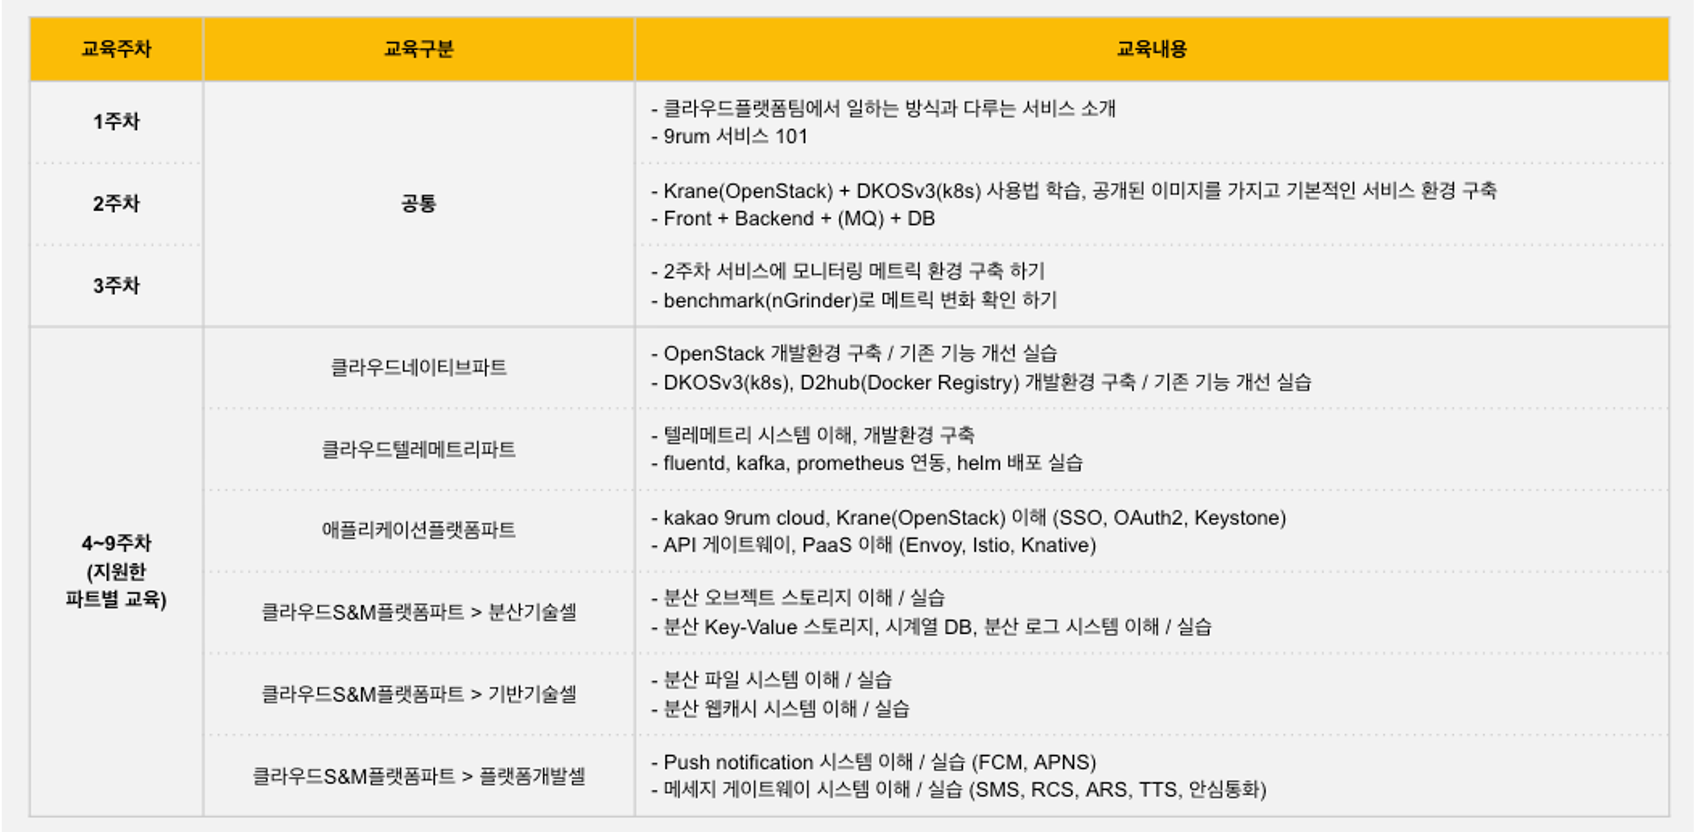 교육주차
교육구분
교육내용
1주차
공통
- 클라우드플랫폼팀에서 일하는 방식과 다루는 서비스 소개
- 9rum 서비스 101
2주차
- Krane(OpenStack) + DKOSv3(k8s) 사용법 학습, 공개된 이미지를 가지고 기본적인 서비스 환경 구축
- Front + Backend + (MQ) + DB
3주차
- 2주차 서비스에 모니터링 메트릭 환경 구축 하기
- benchmark(nGrinder)로 메트릭 변화 확인 하기
4~9주차
(지원한
파트별 교육)
클라우드네이티브파트
- OpenStack 개발환경 구축 / 기존 기능 개선 실습
- DKOSv3(k8s), D2hub(Docker Registry) 개발환경 구축 / 기존 기능 개선 실습
클라우드텔레메트리파트
- 텔레메트리 시스템 이해, 개발환경 구축
- fluentd, kafka, prometheus 연동, helm 배포 실습
애플리케이션플랫폼파트
- kakao 9rum cloud, Krane(OpenStack) 이해 (SSO, OAuth2, Keystone)
- API 게이트웨이, PaaS 이해 (Envoy, Istio, Knative)
클라우드S&M플랫폼파트 > 분산기술셀
- 분산 오브젝트 스토리지 이해 / 실습
- 분산 Key-Value 스토리지, 시계열 DB, 분산 로그 시스템 이해 / 실습
클라우드S&M플랫폼파트 > 기반기술셀
- 분산 파일 시스템 이해 / 실습
- 분산 웹캐시 시스템 이해 / 실습
클라우드S&M플랫폼파트 > 플랫폼개발셀
- Push notification 시스템 이해 / 실습 (FCM, APNS)
- 메세지 게이트웨이 시스템 이해 / 실습 (SMS, RCS, ARS, TTS, 안심통화)